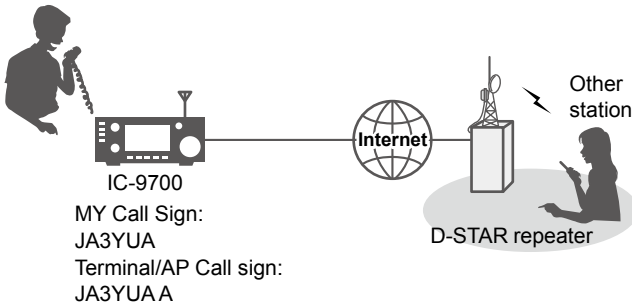 Internet
Other
station
IC-9700
MY Call Sign:
JA3YUA
Terminal/AP Call sign:
JA3YUA A
D-STAR repeater